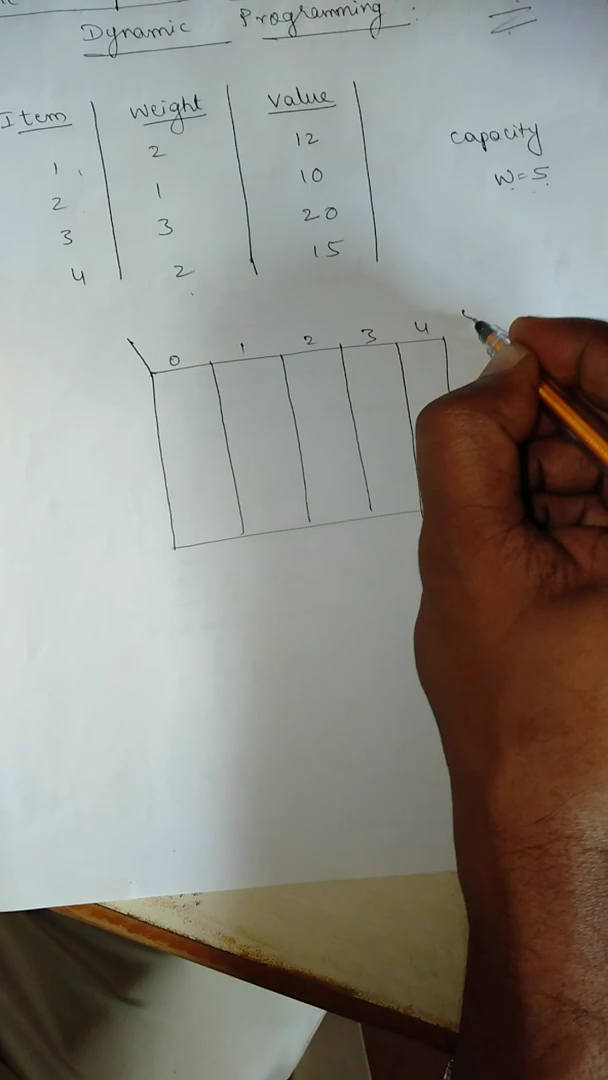 Dynamic Programming:
Item Weight Value
1 2 12
2 1 10
3 3 20
4 2 15
capacity
W=5
0 1 2 3 4